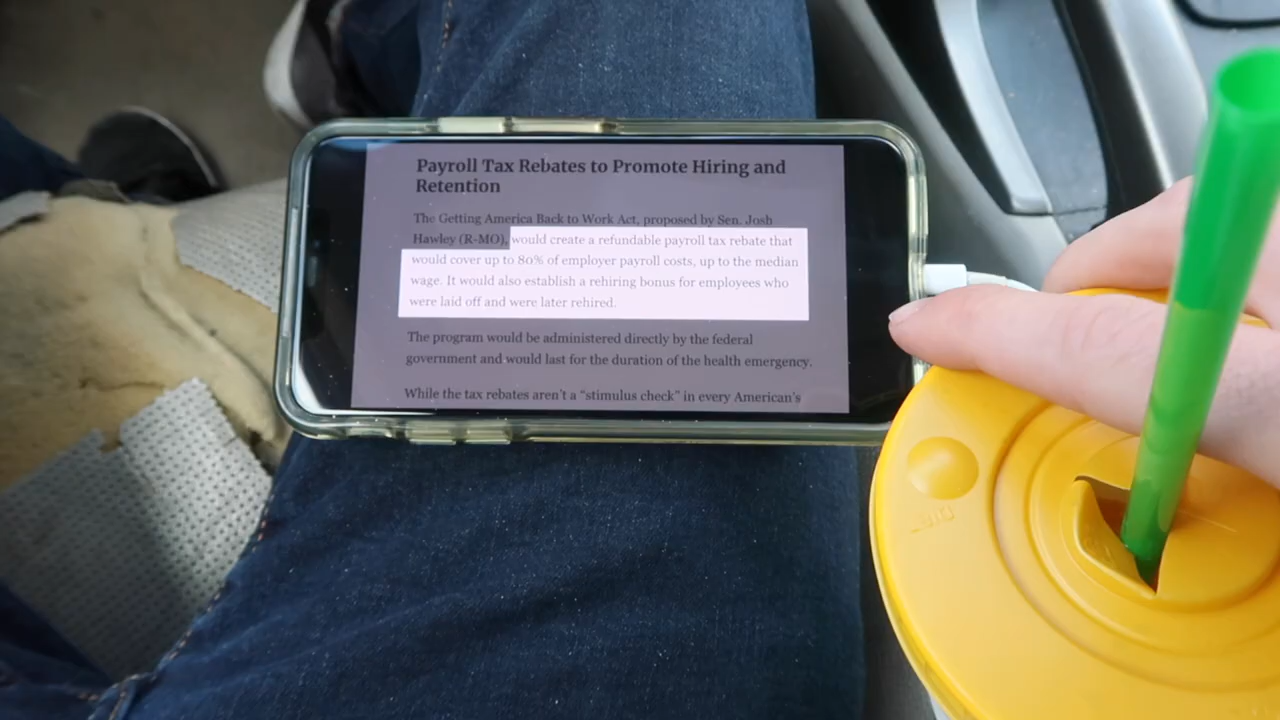 Payroll Tax Rebates to Promote Hiring and
Retention
The Getting America Back to Work Act, proposed by Sen. Josh
Hawley (R-MO), would create a refundable payroll tax rebate that
would cover up to 80% of employer payroll costs, up to the median
wage. It would also establish a rehiring bonus for employees who
were laid off and were later rehired.
The program would be administered directly by the federal
government and would last for the duration of the health emergency.
While the tax rebates aren't a “stimulus check” in every American's